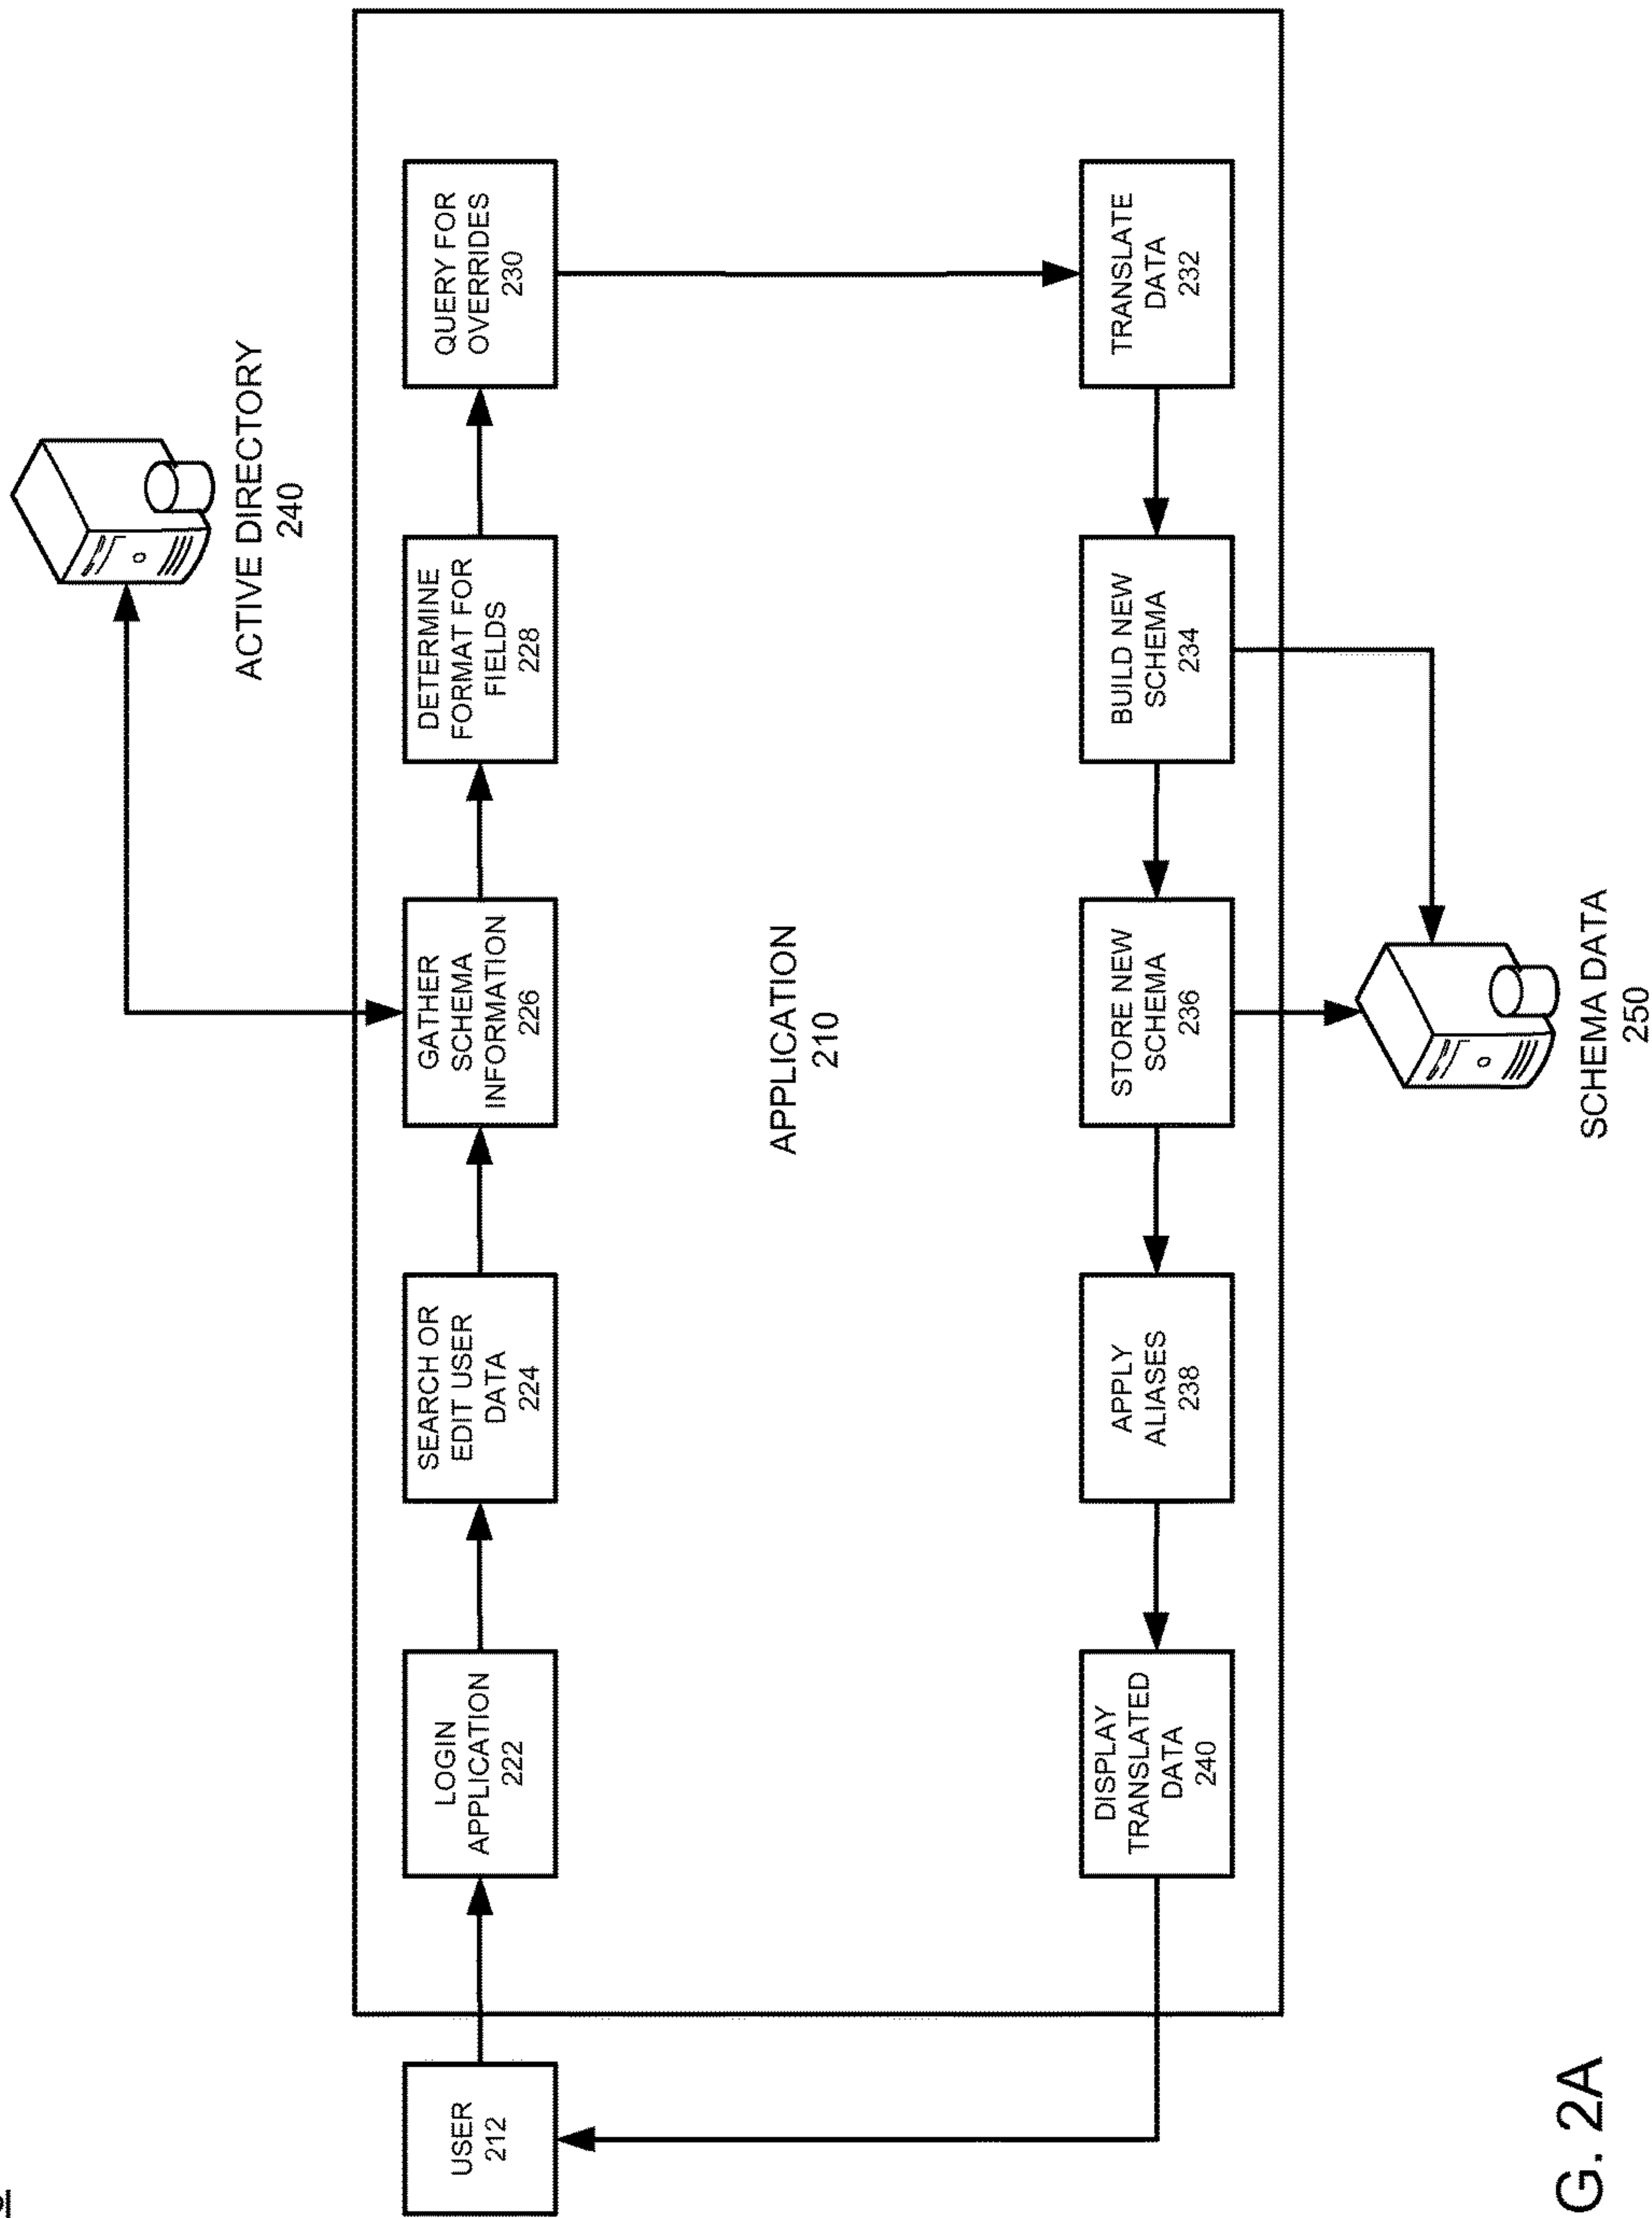 ACTIVE DIRECTORY
240
USER
212
LOGIN
APPLICATION
222
SEARCH OR
EDIT USER
DATA
224
GATHER
SCHEMA
INFORMATION
226
DETERMINE
FORMAT FOR
FIELDS
228
QUERY FOR
OVERRIDES
230
APPLICATION
210
DISPLAY
TRANSLATED
DATA
240
APPLY
ALIASES
238
STORE NEW
SCHEMA
236
BUILD NEW
SCHEMA
234
TRANSLATE
DATA
232
SCHEMA DATA
250
G. 2A